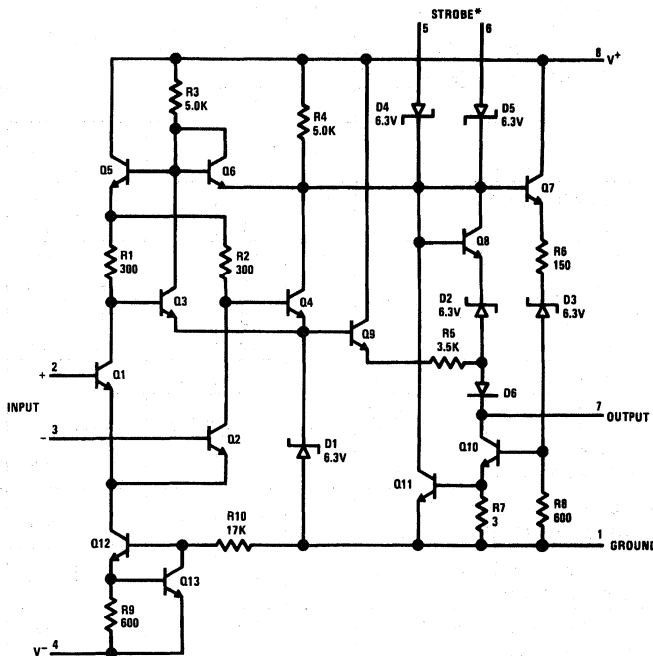 STROBE*
5
6
8 V+
R3
5.0K
R4
5.0K
D4
6.3V
D5
6.3V
Q5
Q6
Q7
Q8
R1
300
R2
300
R6
150
Q3
Q4
D2
6.3V
D3
6.3V
Q9
R5
3.5K
2
+
Q1
D6
INPUT
7
OUTPUT
3
−
Q2
D1
6.3V
Q10
Q11
R7
3
R8
600
R10
17K
Q12
1
GROUND
Q13
R9
600
V− 4